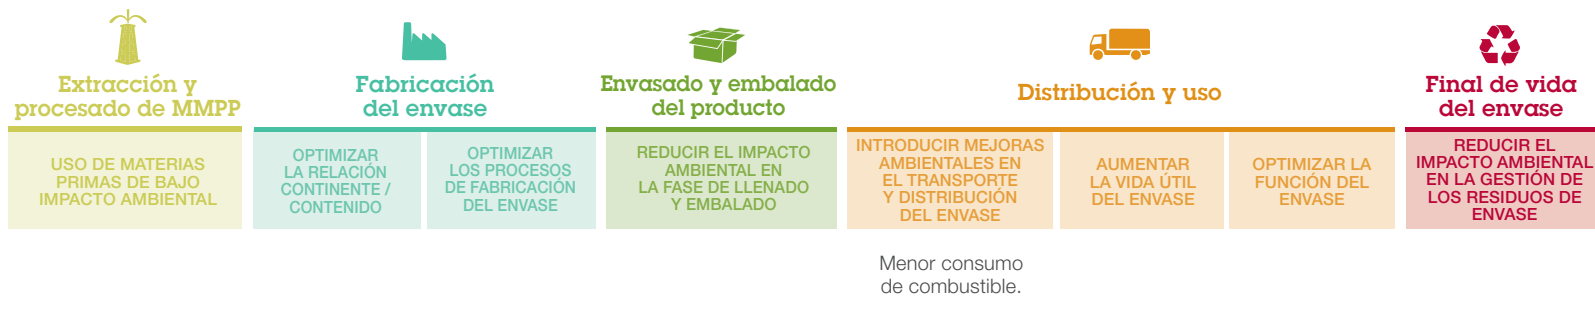 Extracción y
procesado de MMPP
Fabricación
del envase
Envasado y embalado
del producto
Distribución y uso
Final de vida
del envase
USO DE MATERIAS
PRIMAS DE BAJO
IMPACTO AMBIENTAL
OPTIMIZAR
LA RELACIÓN
CONTINENTE /
CONTENIDO
OPTIMIZAR
LOS PROCESOS
DE FABRICACIÓN
DEL ENVASE
REDUCIR EL IMPACTO
AMBIENTAL EN
LA FASE DE LLENADO
Y EMBALADO
INTRODUCIR MEJORAS
AMBIENTALES EN
EL TRANSPORTE
Y DISTRIBUCIÓN
DEL ENVASE
AUMENTAR
LA VIDA ÚTIL
DEL ENVASE
OPTIMIZAR LA
FUNCIÓN DEL
ENVASE
REDUCIR EL
IMPACTO AMBIENTAL
EN LA GESTIÓN DE
LOS RESIDUOS DE
ENVASE
Menor consumo
de combustible.